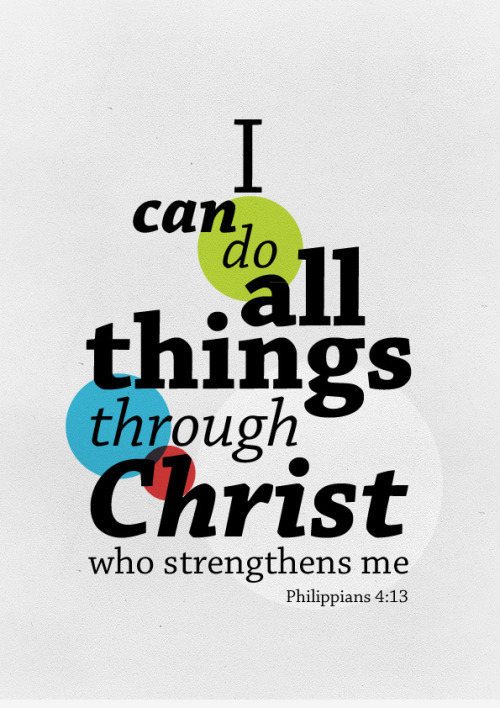 I
can
do
all
things
through
Christ
who strengthens me
Philippians 4:13